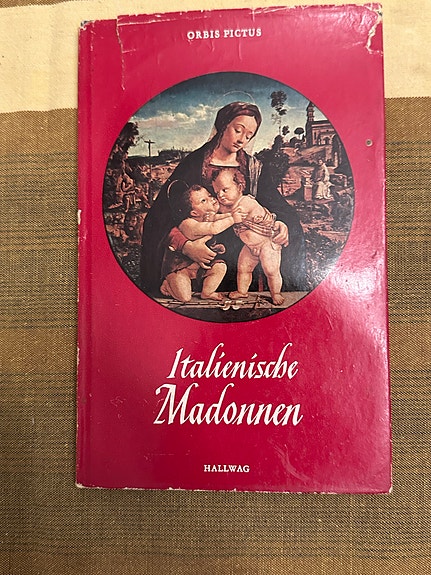 ORBIS PICTUS
Italienische
Madonnen
HALLWAG